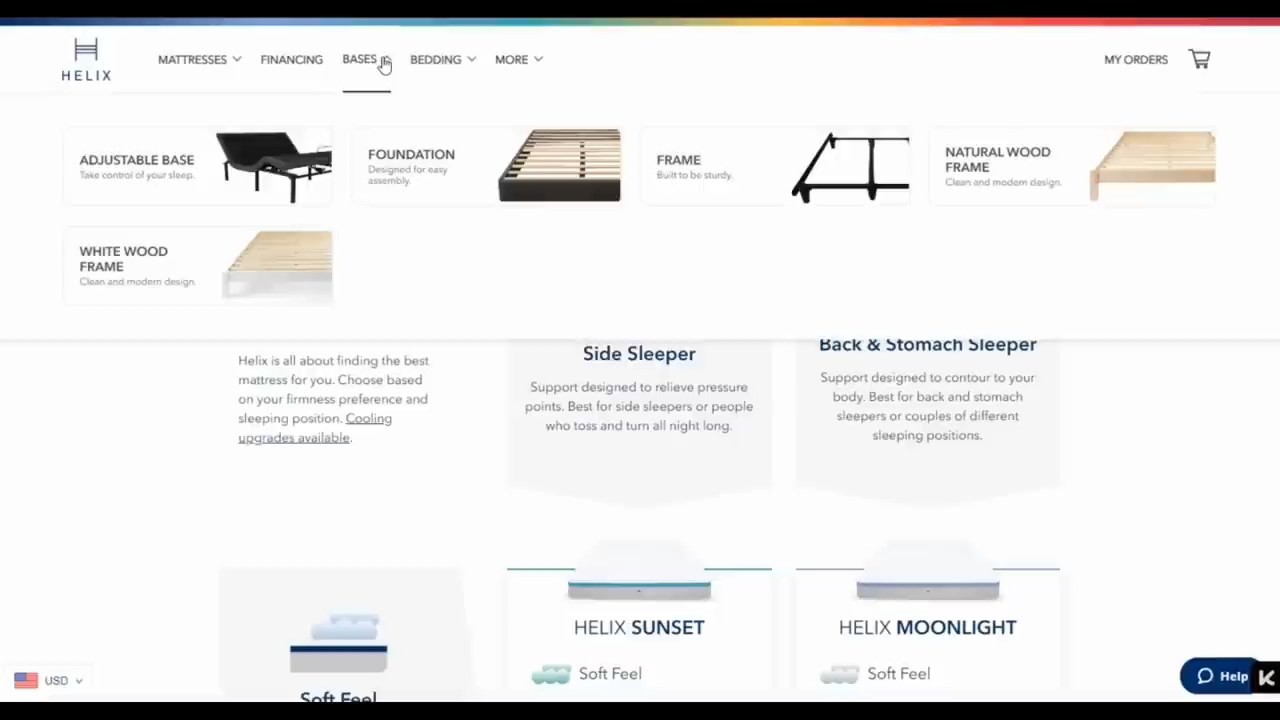 HELIX
MATTRESSES
FINANCING
BASES
BEDDING
MORE
MY ORDERS
ADJUSTABLE BASE
Take control of your sleep.
FOUNDATION
Designed for easy
assembly.
FRAME
Built to be sturdy.
NATURAL WOOD
FRAME
Clean and modern design.
WHITE WOOD
FRAME
Clean and modern design.
Helix is all about finding the best
mattress for you. Choose based
on your firmness preference and
sleeping position. Cooling
upgrades available.
Side Sleeper
Support designed to relieve pressure
points. Best for side sleepers or people
who toss and turn all night long.
Back & Stomach Sleeper
Support designed to contour to your
body. Best for back and stomach
sleepers or couples of different
sleeping positions.
Soft Feel
HELIX SUNSET
Soft Feel
HELIX MOONLIGHT
Soft Feel
USD
Help
K